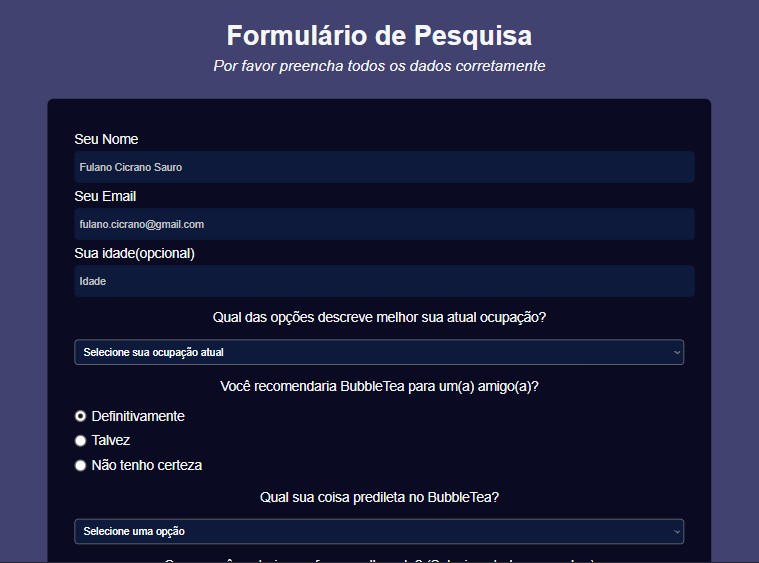 Formulário de Pesquisa
Por favor preencha todos os dados corretamente
Seu Nome
Fulano Cicrano Sauro
Seu Email
fulano.cicrano@gmail.com
Sua idade(opcional)
Idade
Qual das opções descreve melhor sua atual ocupação?
Selecione sua ocupação atual
Você recomendaria BubbleTea para um(a) amigo(a)?
Definitivamente
Talvez
Não tenho certeza
Qual sua coisa predileta no BubbleTea?
Selecione uma opção